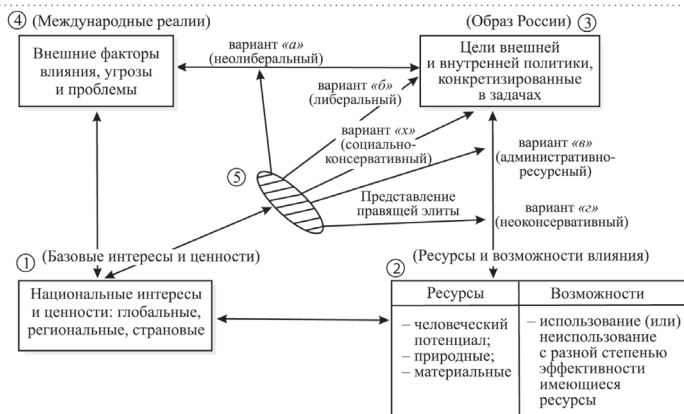 ④ (Международные реалии)
Внешние факторы
влияния, угрозы
и проблемы
(Образ России) ③
Цели внешней
и внутренней политики,
конкретизированные
в задачах
вариант «а»
(неолиберальный)
вариант «б»
(либеральный)
вариант «х»
(социально-
консервативный)
вариант «в»
(административно-
ресурсный)
⑤
Представление
правящей элиты
вариант «г»
(неоконсервативный)
① (Базовые интересы и ценности)
Национальные интересы
и ценности: глобальные,
региональные, страновые
② (Ресурсы и возможности влияния)
Ресурсы
– человеческий
потенциал;
– природные;
– материальные
Возможности
– использование (или)
неиспользование
с разной степенью
эффективности
имеющиеся
ресурсы